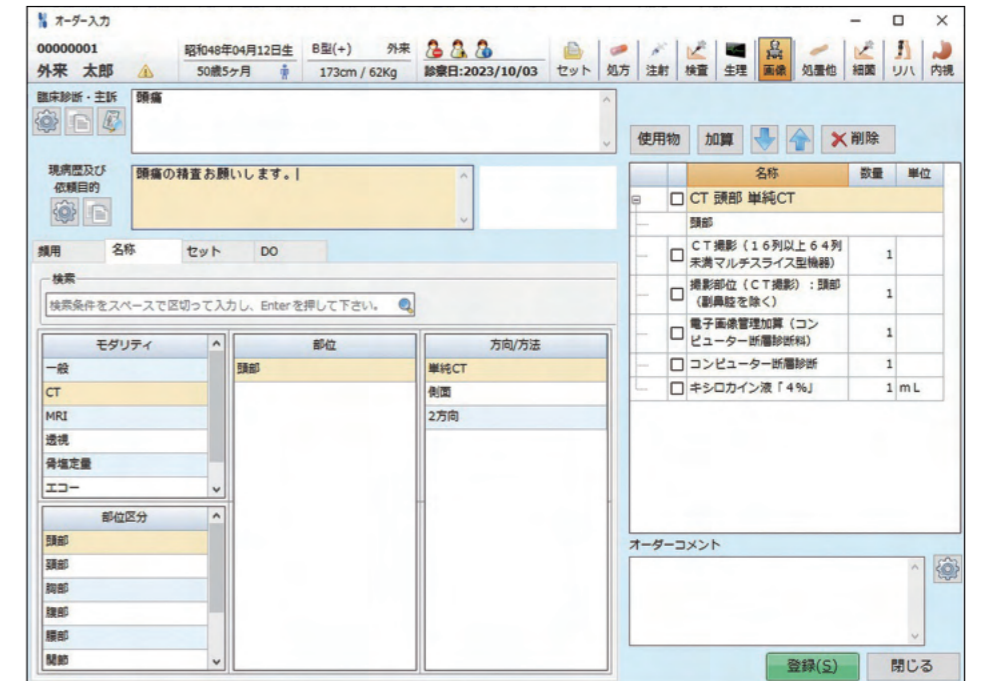 オーダー入力
00000001
昭和48年04月12日生
B型(+)
外来
外来 太郎
50歳5ヶ月
173cm / 62Kg
診察日:2023/10/03
セット
処方
注射
検査
生理
画像
処置他
細菌
リハ
内視
臨床診断・主訴
頭痛
現病歴及び
依頼目的
頭痛の精査お願いします。
頻用
名称
セット
DO
検索
検索条件をスペースで区切って入力し、Enterを押して下さい。
モダリティ
一般
CT
MRI
透視
骨塩定量
エコー
部位区分
頭部
頚部
胸部
腹部
腰部
関節
部位
頭部
方向/方法
単純CT
側面
2方向
使用物
加算
削除
名称
数量
単位
CT 頭部 単純CT
頭部
CT撮影(16列以上64列
未満マルチスライス型機器)
1
撮影部位(CT撮影):頭部
(副鼻腔を除く)
1
電子画像管理加算(コン
ピューター断層診断料)
1
コンピューター断層診断
1
キシロカイン液「4%」
1
mL
オーダーコメント
登録(S)
閉じる